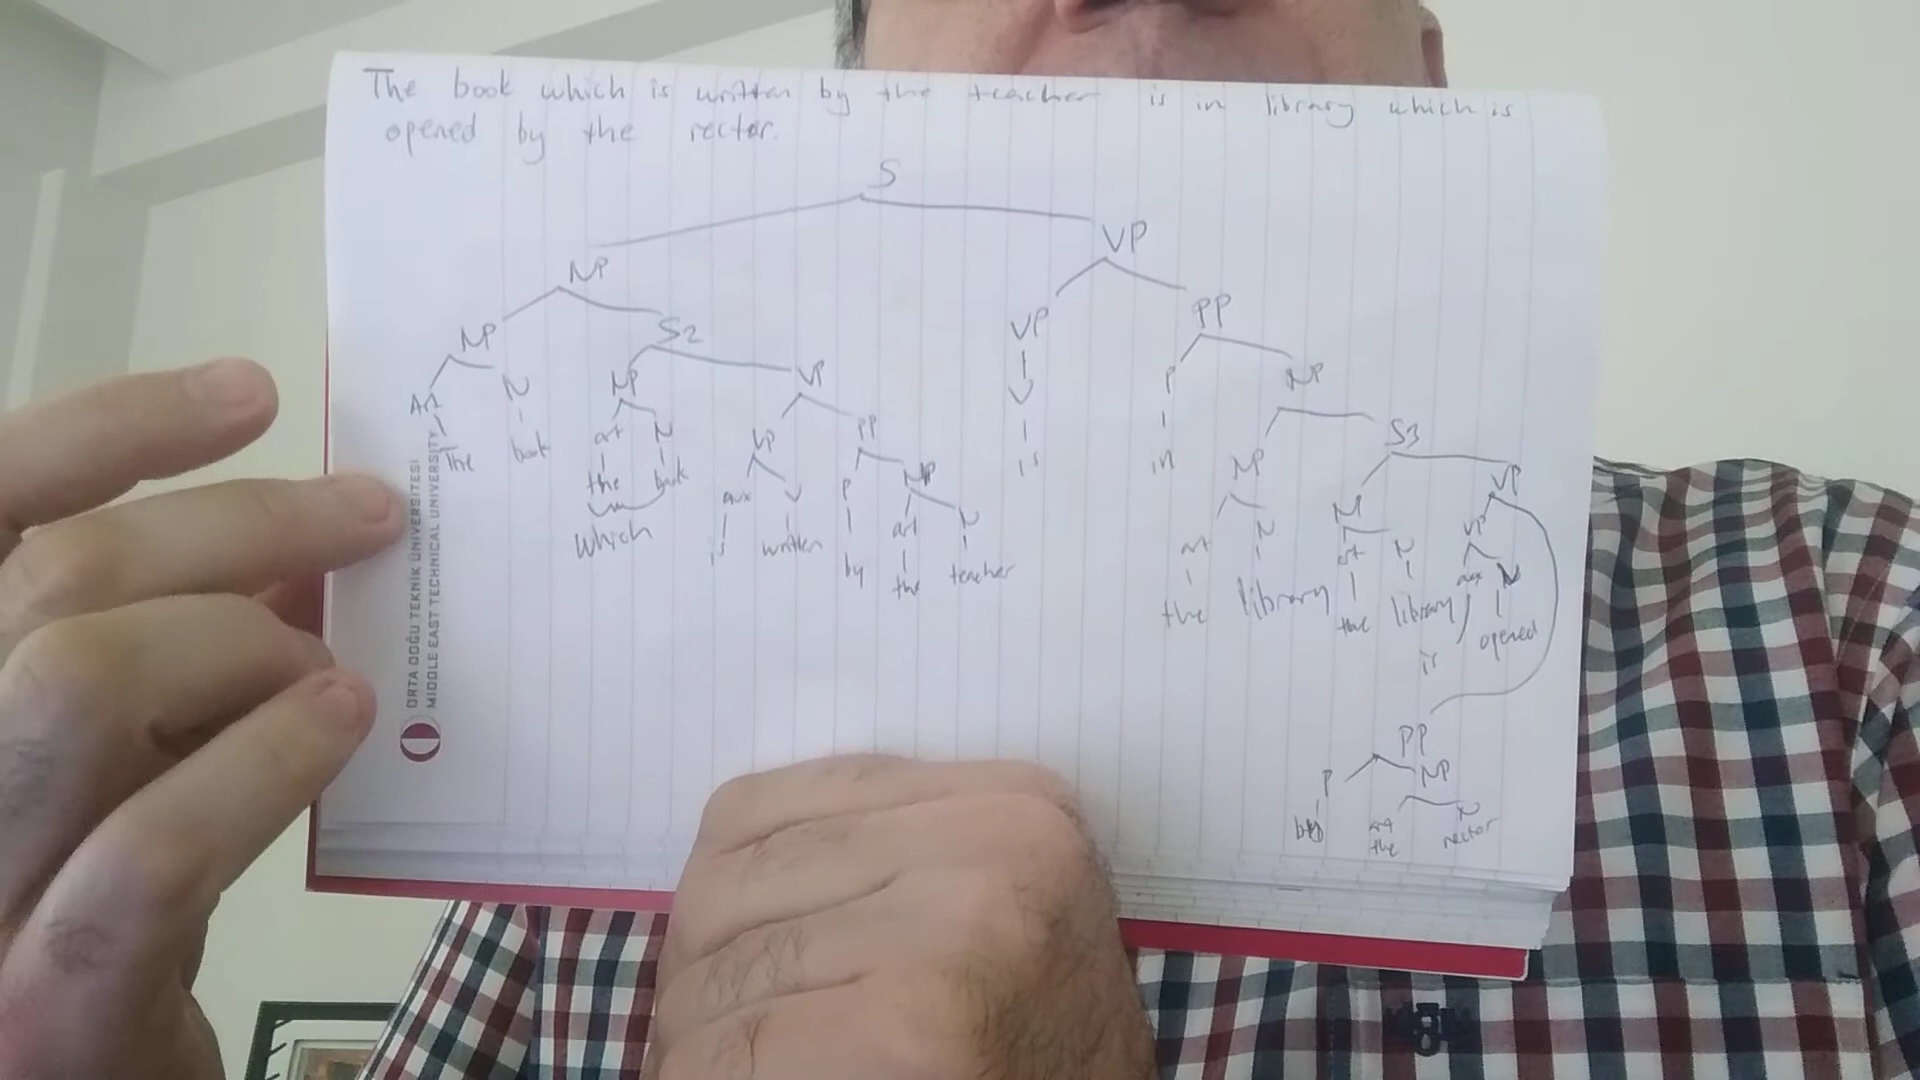 The book which is written by the teacher is in library which is
opened by the rector.
S
NP VP
NP S2 VP PP
Art N NP VP V P NP
The book art N VP PP is in NP S3
the book aux V P NP art N N VP
which is written by art N the library art N VP
the teacher the library aux V
is opened
PP
P NP
by art N
the rector
ORTA DOĞU TEKNİK ÜNİVERSİTESİ
MIDDLE EAST TECHNICAL UNIVERSITY